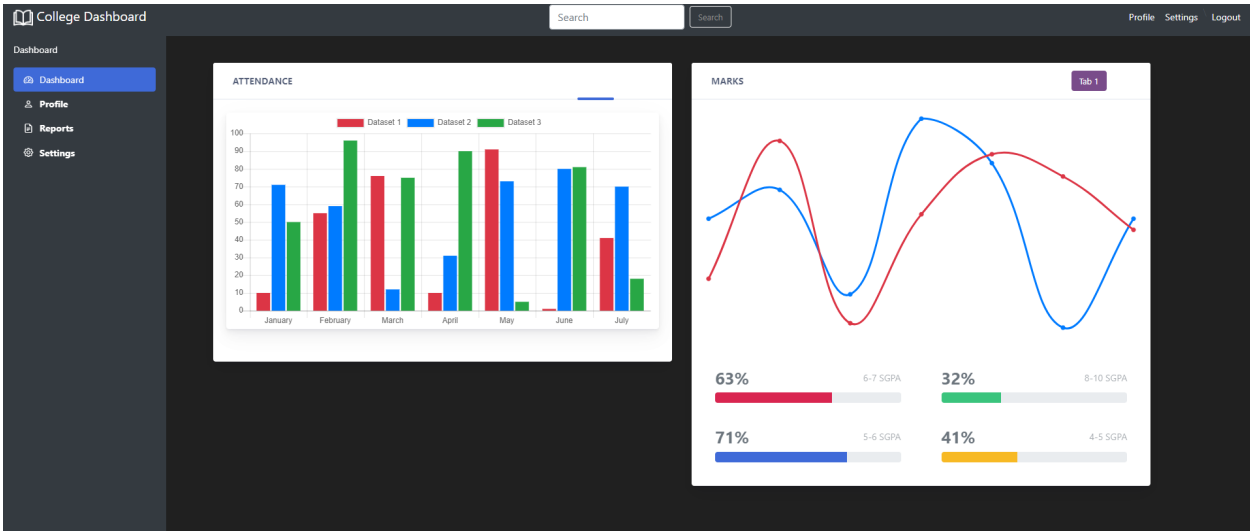 College Dashboard
Search
Search
Profile Settings Logout
Dashboard
Dashboard
Profile
Reports
Settings
ATTENDANCE
Dataset 1 Dataset 2 Dataset 3
100
90
80
70
60
50
40
30
20
10
0
January February March April May June July
MARKS
Tab 1
63% 6-7 SGPA
32% 8-10 SGPA
71% 5-6 SGPA
41% 4-5 SGPA